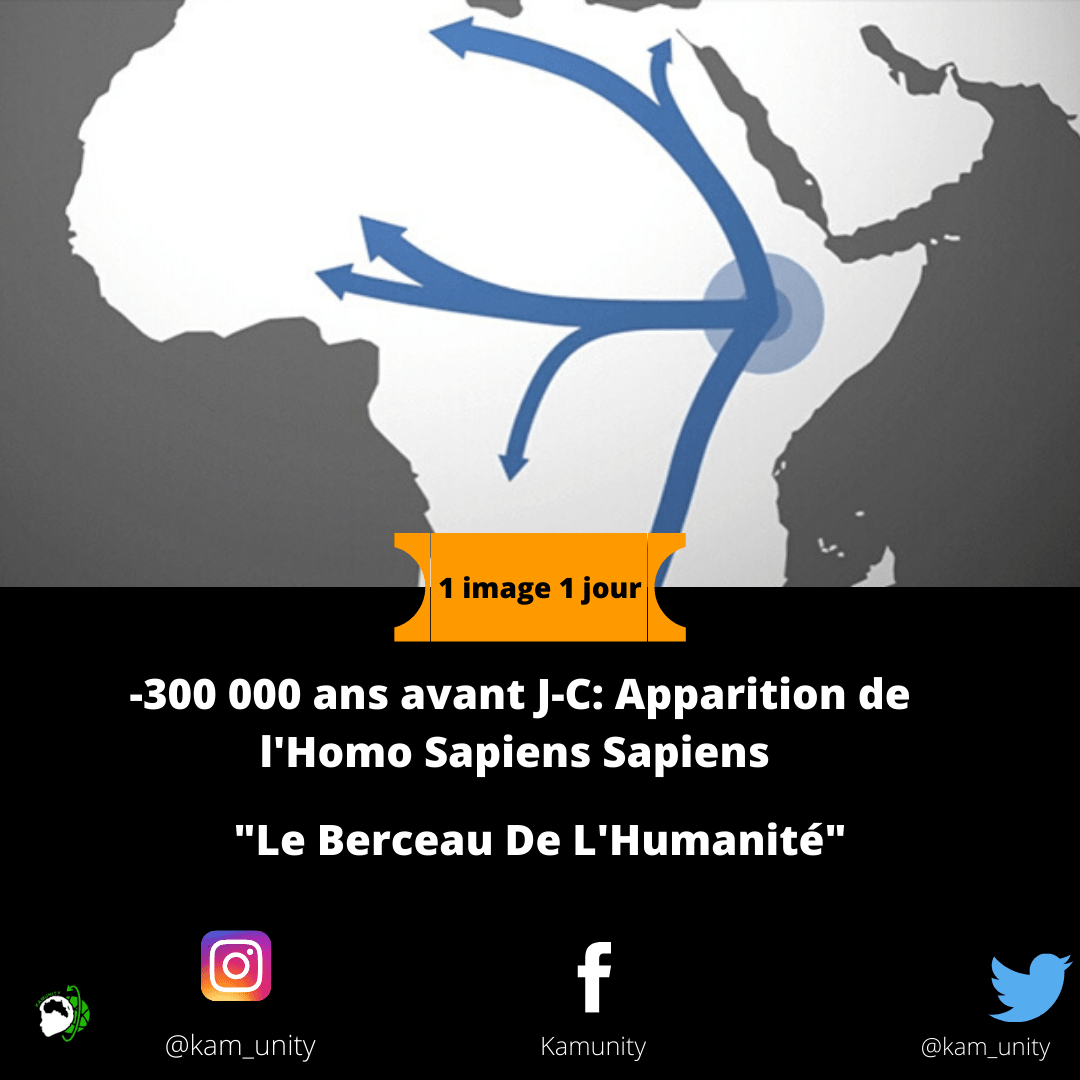 1 image 1 jour
-300 000 ans avant J-C: Apparition de
l'Homo Sapiens Sapiens
"Le Berceau De L'Humanité"
@kam_unity
Kamunity
@kam_unity